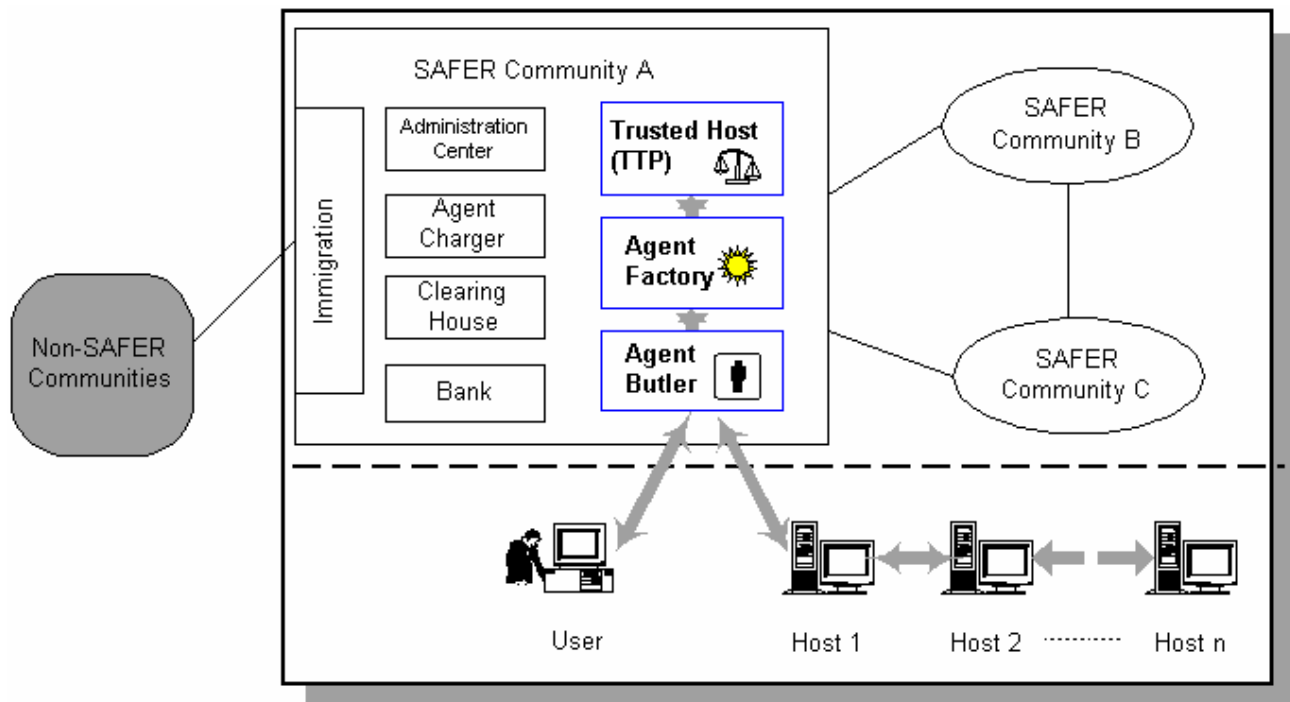 SAFER Community A
Immigration
Administration
Center
Agent
Charger
Clearing
House
Bank
Trusted Host
(TTP)
Agent
Factory
Agent
Butler
SAFER
Community B
SAFER
Community C
Non-SAFER
Communities
User
Host 1
Host 2
Host n